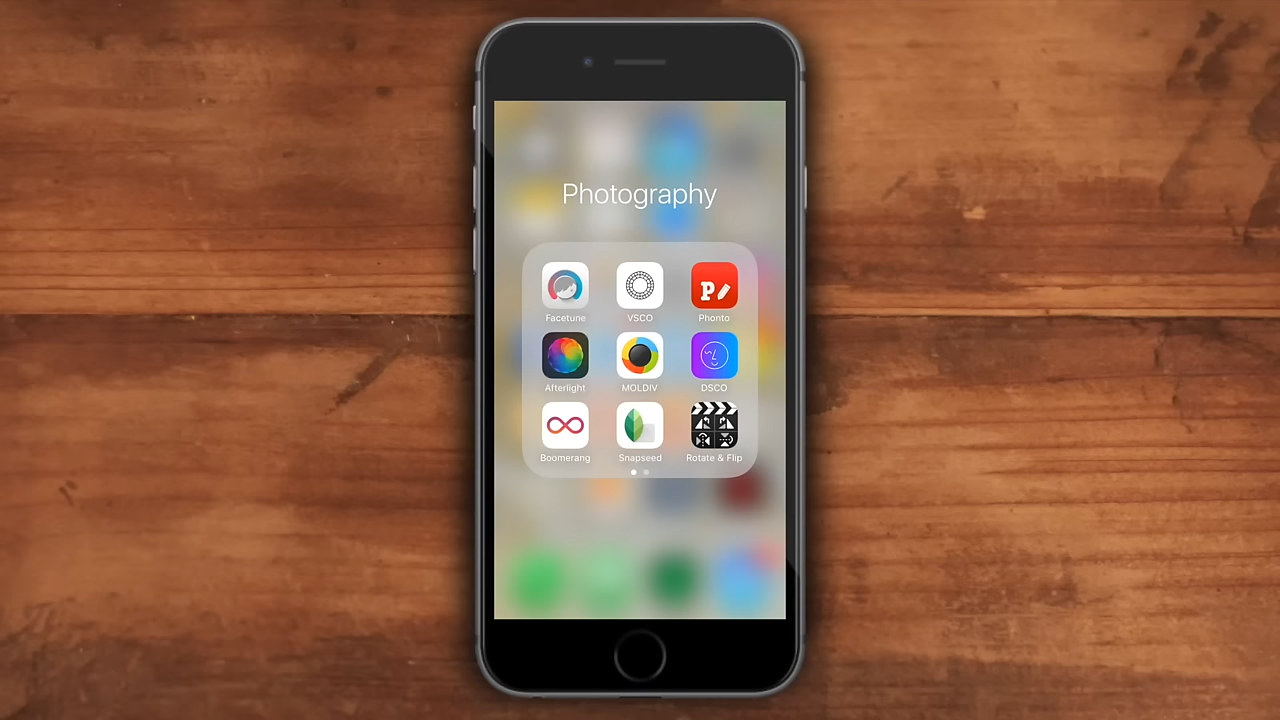 Photography
Facetune VSCO Phonto
P
Afterlight MOLDIV DSCO
Boomerang Snapseed Rotate & Flip